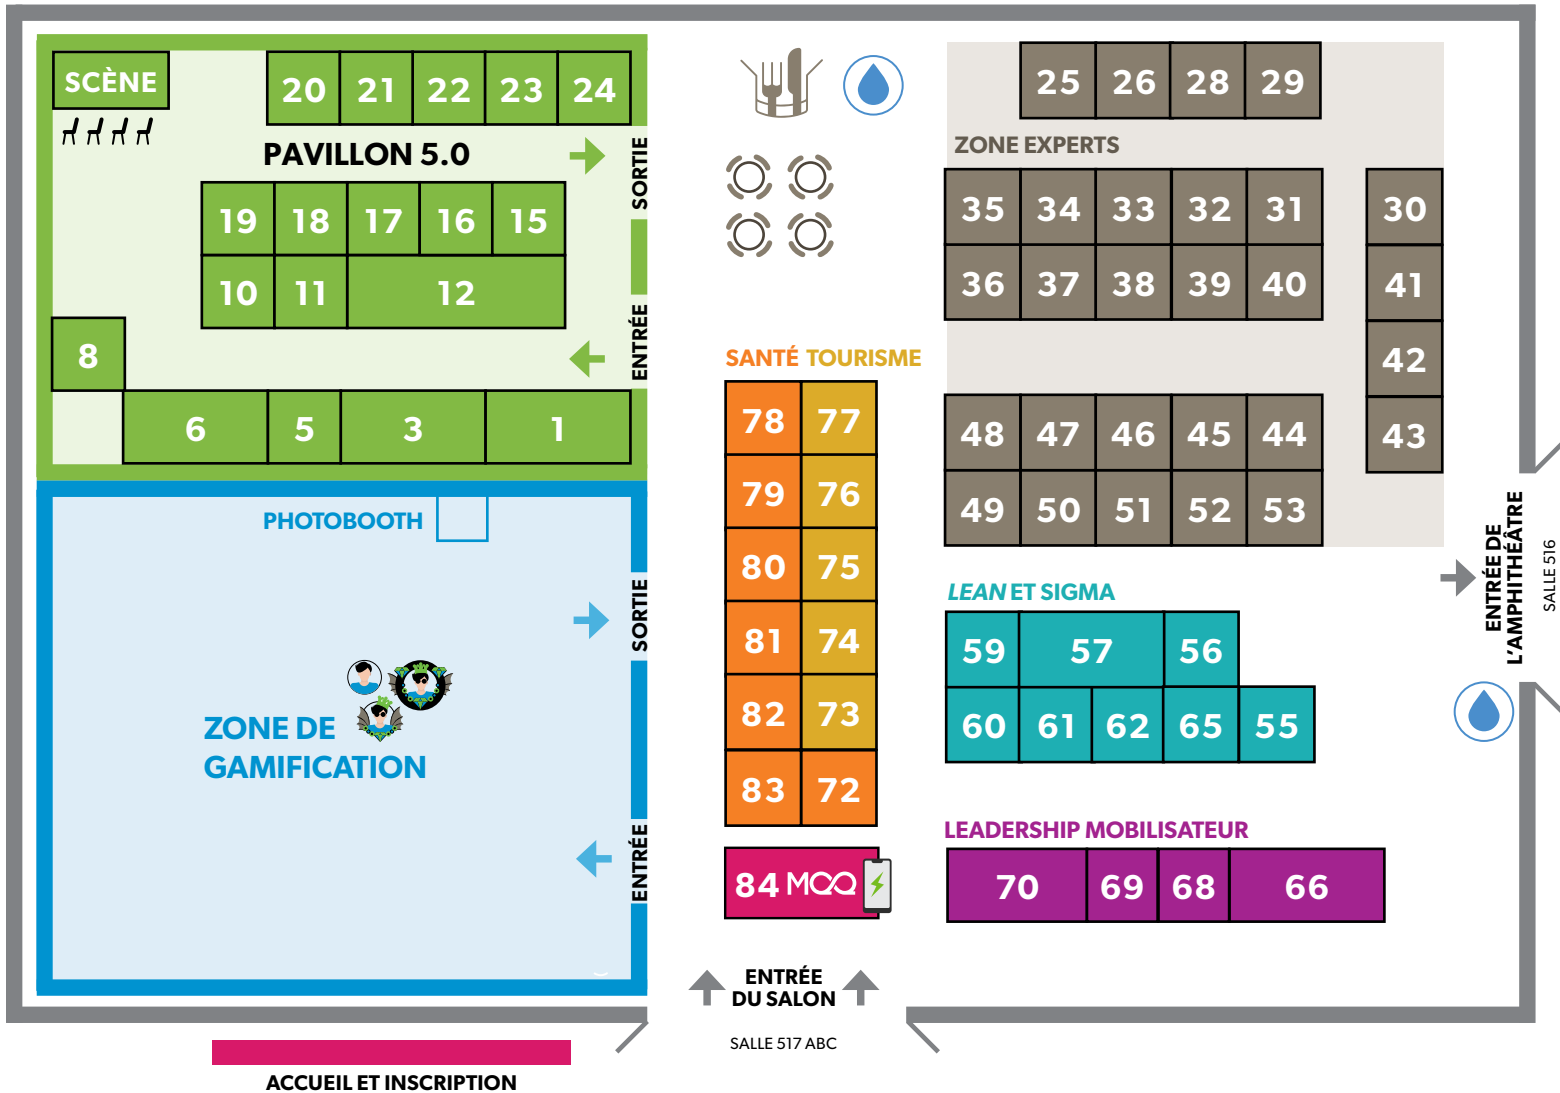 SCÈNE
20 21 22 23 24
PAVILLON 5.0
SORTIE
19 18 17 16 15
10 11 12
ENTRÉE
8
6 5 3 1
PHOTOBOOTH
SORTIE
ZONE DE
GAMIFICATION
ENTRÉE
SANTÉ TOURISME
78 77
79 76
80 75
81 74
82 73
83 72
84 MQQ
25 26 28 29
ZONE EXPERTS
35 34 33 32 31 30
36 37 38 39 40 41
42
48 47 46 45 44 43
49 50 51 52 53
LEAN ET SIGMA
59 57 56
60 61 62 65 55
LEADERSHIP MOBILISATEUR
70 69 68 66
ENTRÉE DE
L'AMPHITHÉÂTRE
SALLE 516
ENTRÉE
DU SALON
SALLE 517 ABC
ACCUEIL ET INSCRIPTION